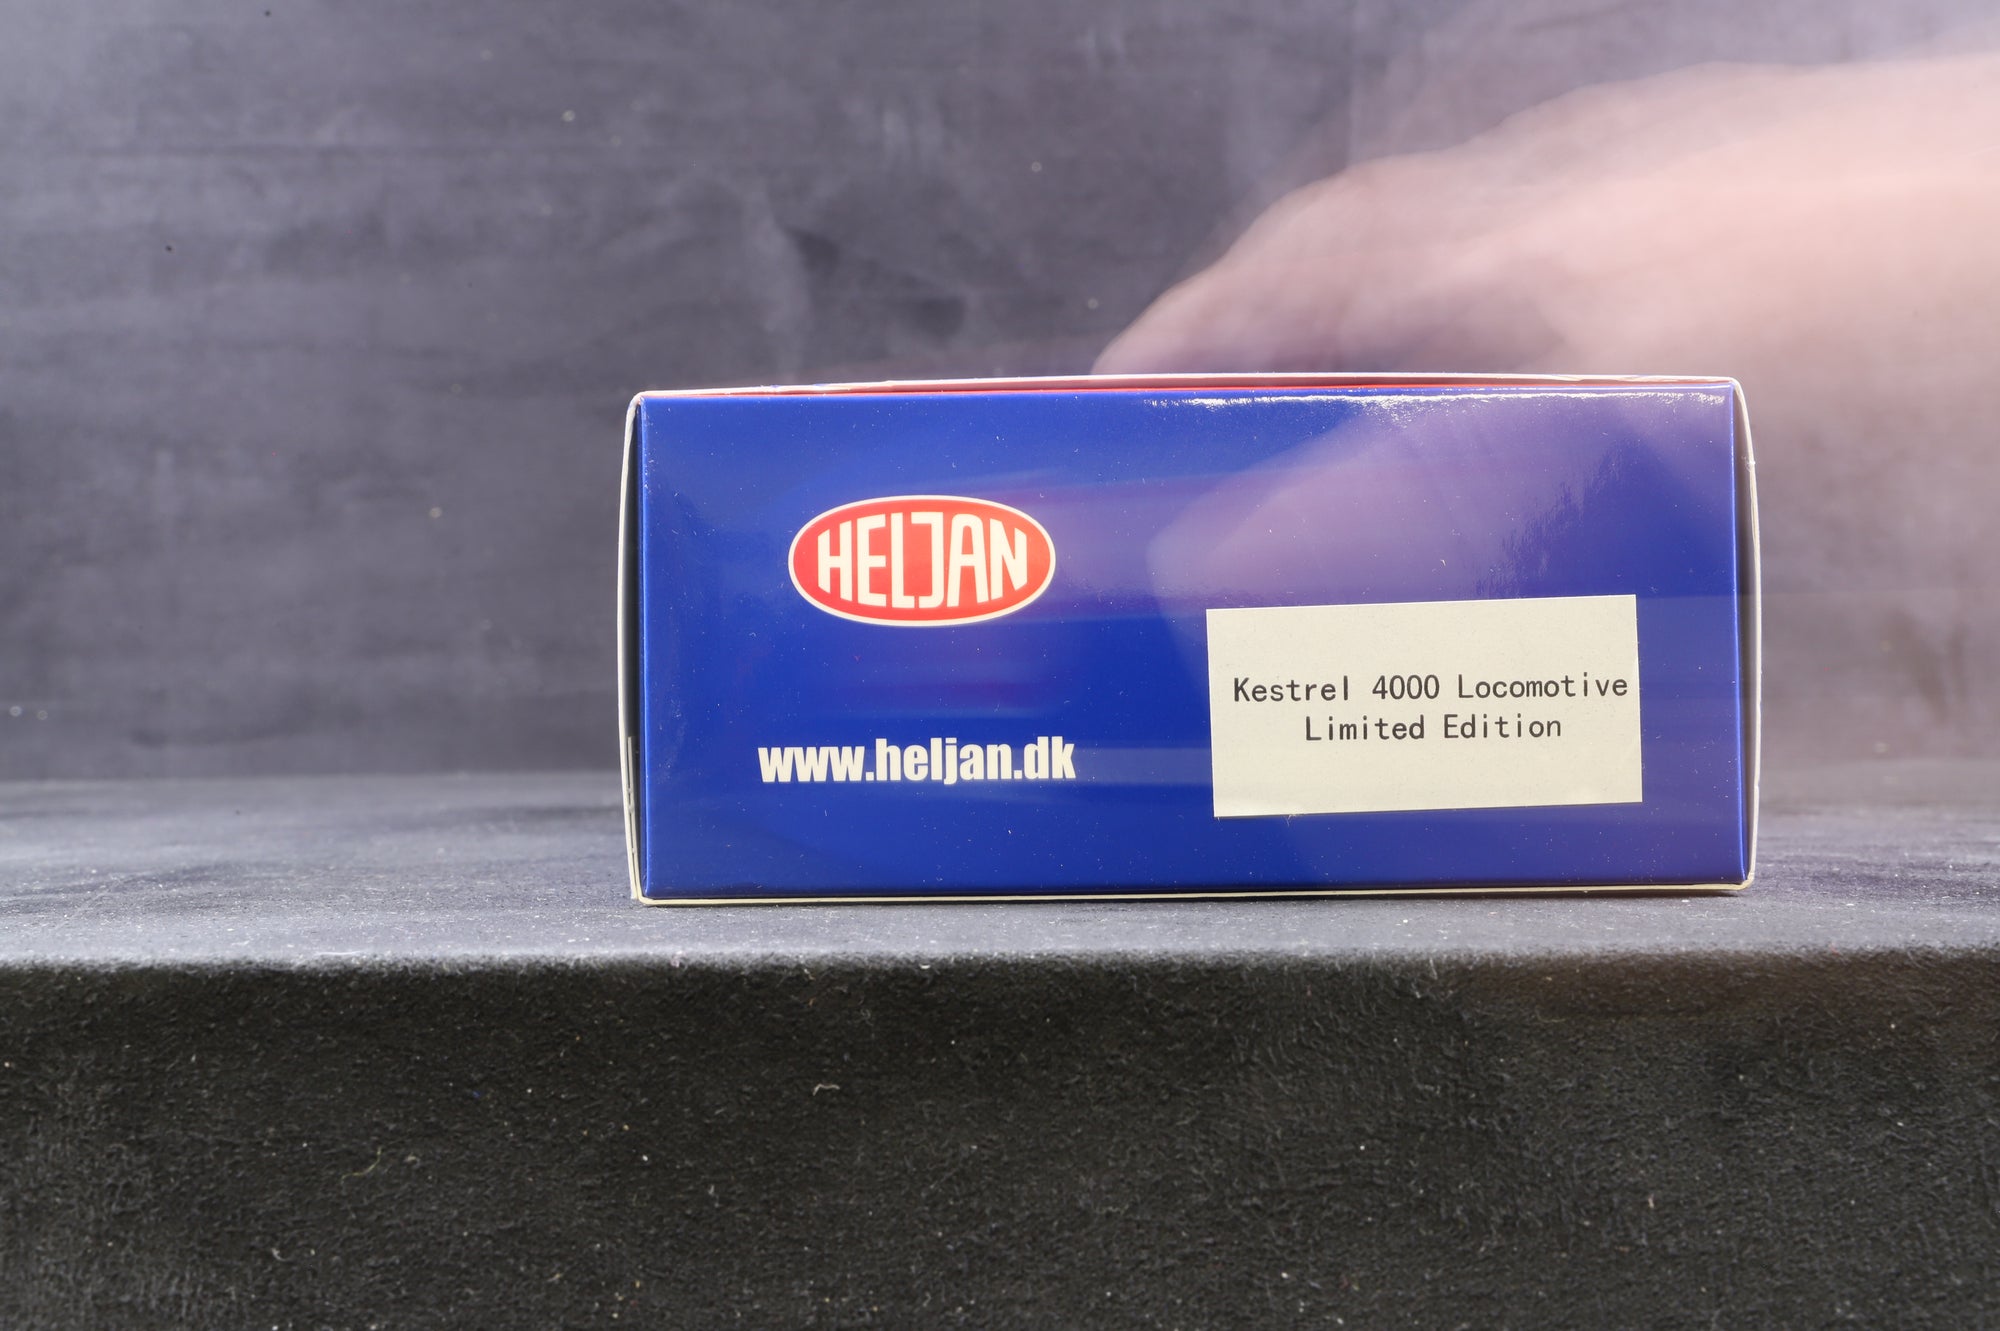 HELJAN
www.heljan.dk
Kestrel 4000 Locomotive
Limited Edition